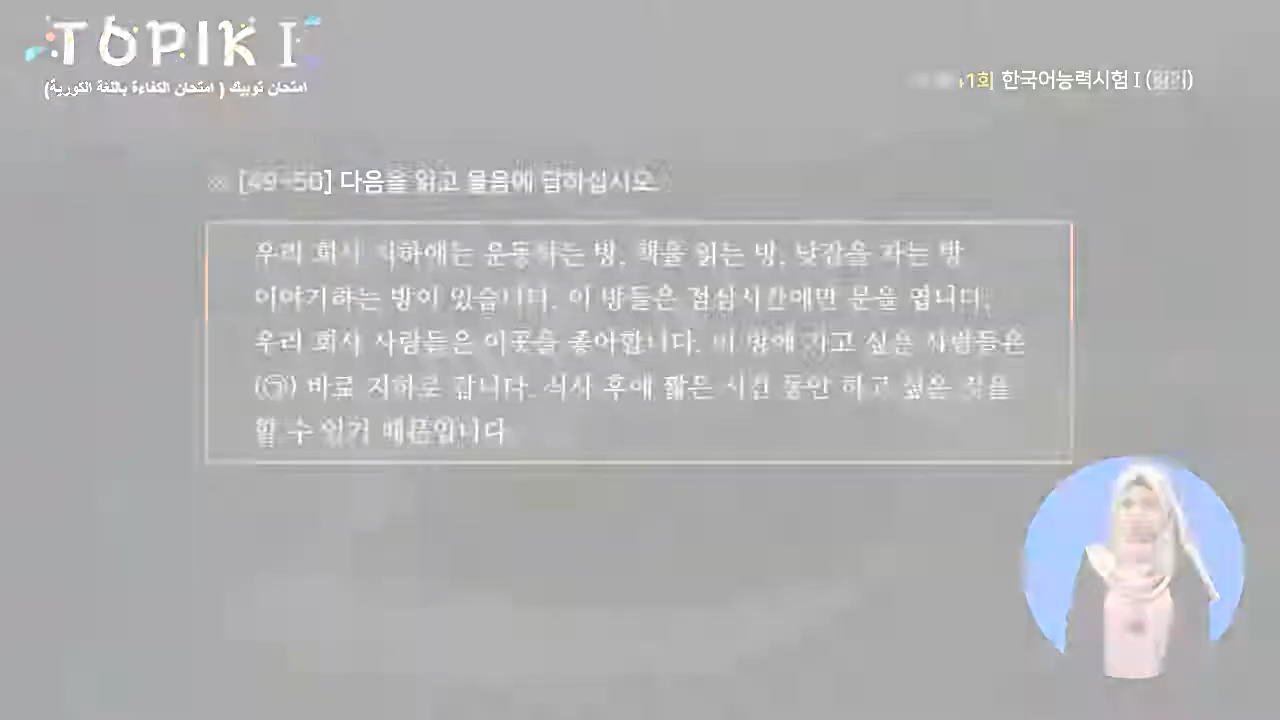 TOPIK I
امتحان توبيك ( امتحان الكفاءة باللغة الكورية)
1회 한국어능력시험 I (읽기)
※ [49~50] 다음을 읽고 물음에 답하십시오.
우리 회사 지하에는 운동하는 방, 책을 읽는 방, 낮잠을 자는 방
이야기하는 방이 있습니다. 이 방들은 점심시간에만 문을 엽니다.
우리 회사 사람들은 이곳을 좋아합니다. 이 방에 가고 싶은 사람들은
(㉠) 바로 지하로 갑니다. 식사 후에 짧은 시간 동안 하고 싶은 것을
할 수 있기 때문입니다